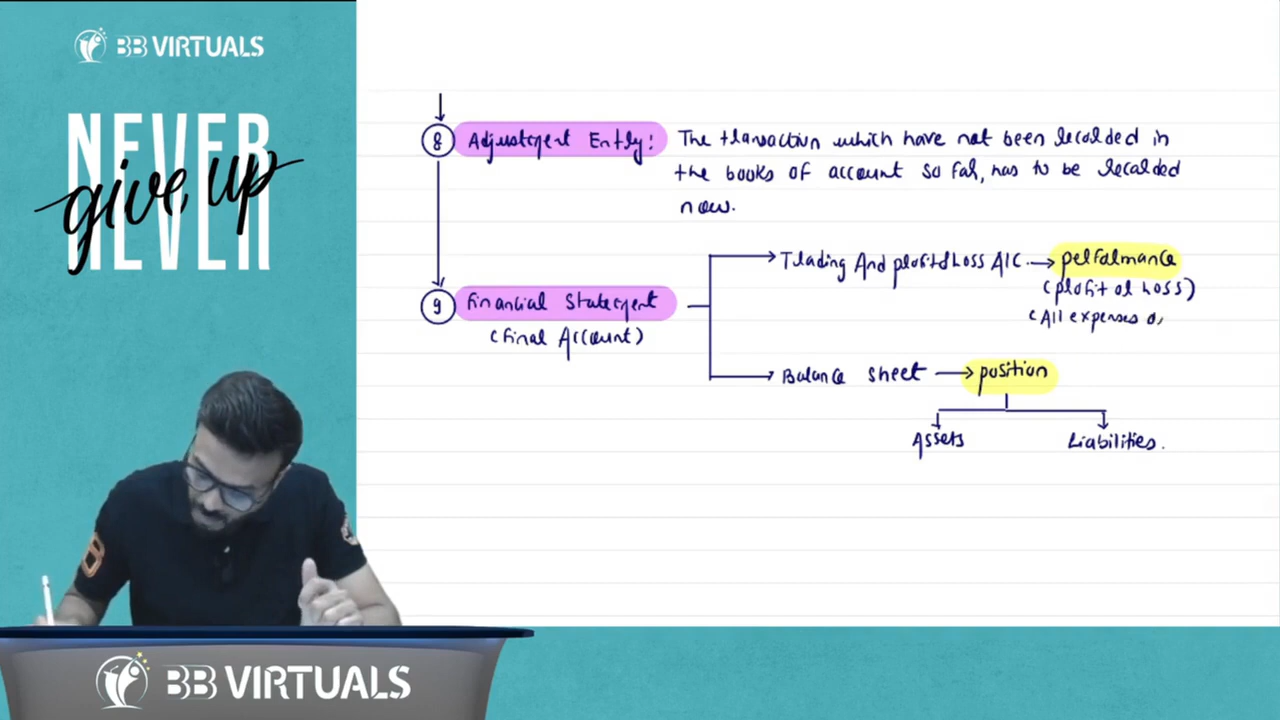 BB VIRTUALS
NEVER
give up
NEVER
8 Adjustment Entry: The transaction which have not been recorded in
the books of account so far, has to be recorded
now.
9 Financial Statement
(Final Account)
Trading And profit & Loss A/C → performance
(profit or Loss)
(All expenses o
Balance sheet → position
Assets
Liabilities.
B
BB VIRTUALS